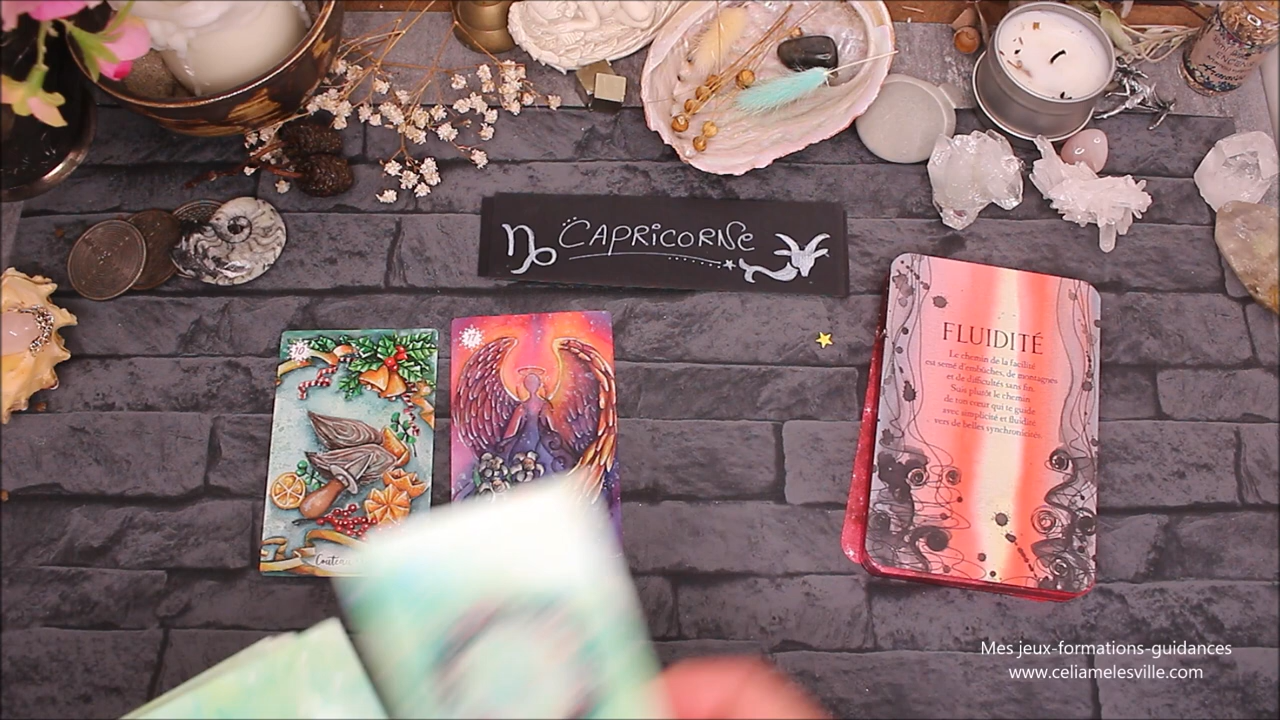 CAPRICORNE
FLUIDITÉ
Le chemin de la facilité
est semé d'embûches, de montagnes
et de difficultés sans fin.
Suis plutôt le chemin
de ton cœur qui te guide
avec simplicité et fluidité
vers de belles synchronicités.
10
Mes jeux-formations-guidances
www.celiamelesville.com